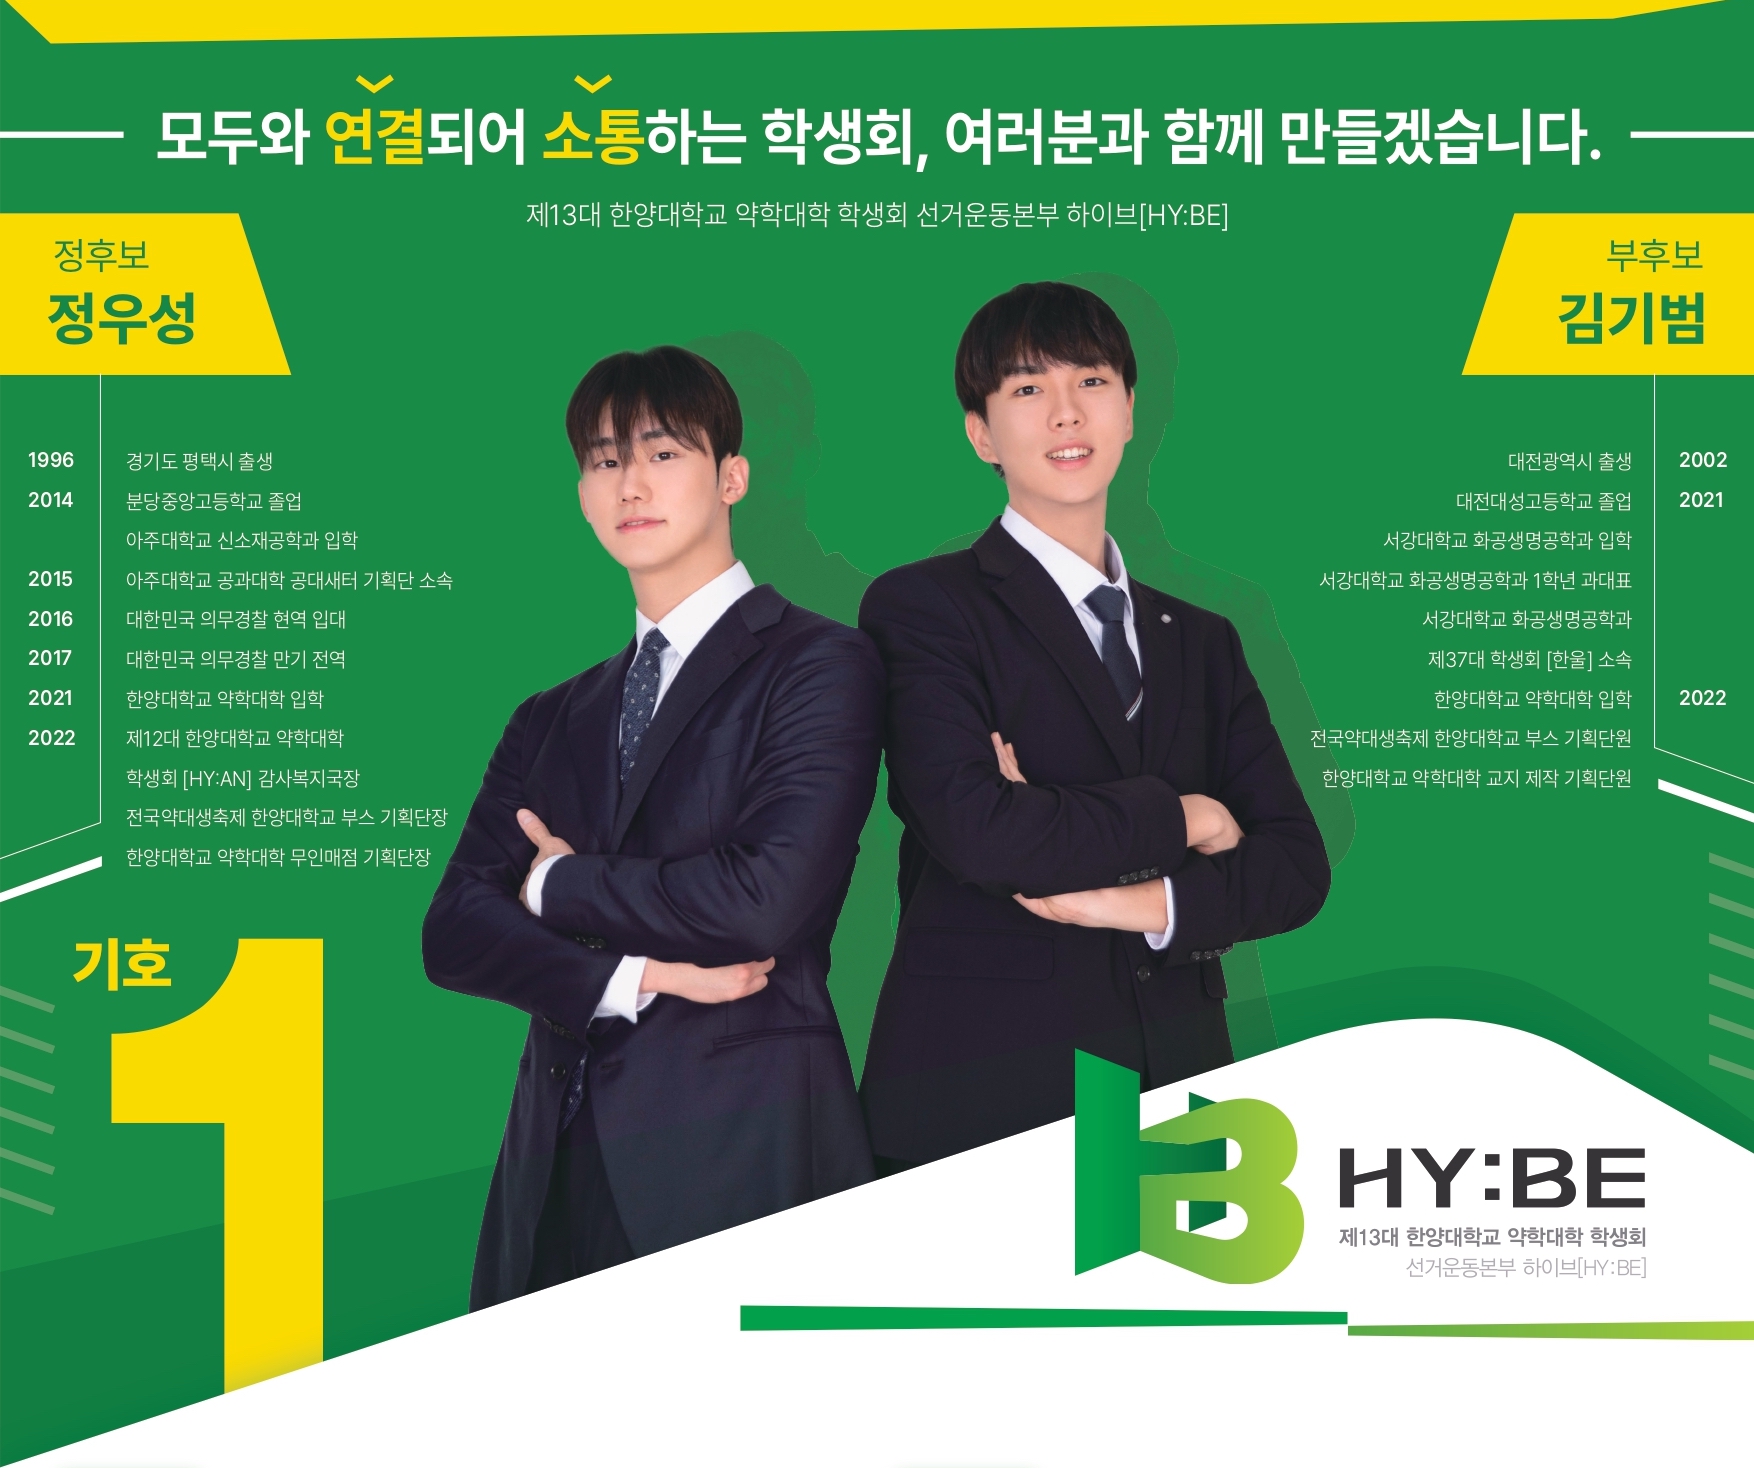 모두와 연결되어 소통하는 학생회, 여러분과 함께 만들겠습니다.
제13대 한양대학교 약학대학 학생회 선거운동본부 하이브[HY:BE]
정후보
정우성
1996 경기도 평택시 출생
2014 분당중앙고등학교 졸업
아주대학교 신소재공학과 입학
2015 아주대학교 공과대학 공대새터 기획단 소속
2016 대한민국 의무경찰 현역 입대
2017 대한민국 의무경찰 만기 전역
2021 한양대학교 약학대학 입학
2022 제12대 한양대학교 약학대학
학생회 [HY:AN] 감사복지국장
전국약대생축제 한양대학교 부스 기획단장
한양대학교 약학대학 무인매점 기획단장
부후보
김기범
대전광역시 출생 2002
대전대성고등학교 졸업 2021
서강대학교 화공생명공학과 입학
서강대학교 화공생명공학과 1학년 과대표
서강대학교 화공생명공학과
제37대 학생회 [한울] 소속
한양대학교 약학대학 입학 2022
전국약대생축제 한양대학교 부스 기획단원
한양대학교 약학대학 교지 제작 기획단원
기호 1
HY:BE
제13대 한양대학교 약학대학 학생회
선거운동본부 하이브[HY:BE]